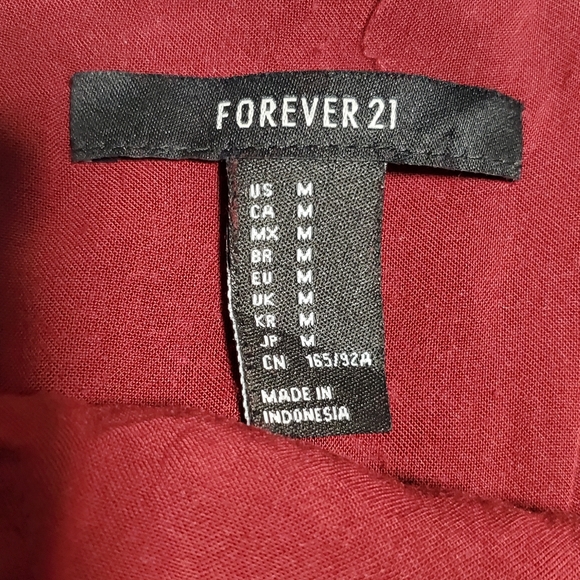 FOREVER 21
US M
CA M
MX M
BR M
EU M
UK M
KR M
JP M
CN 165/92A
MADE IN
INDONESIA